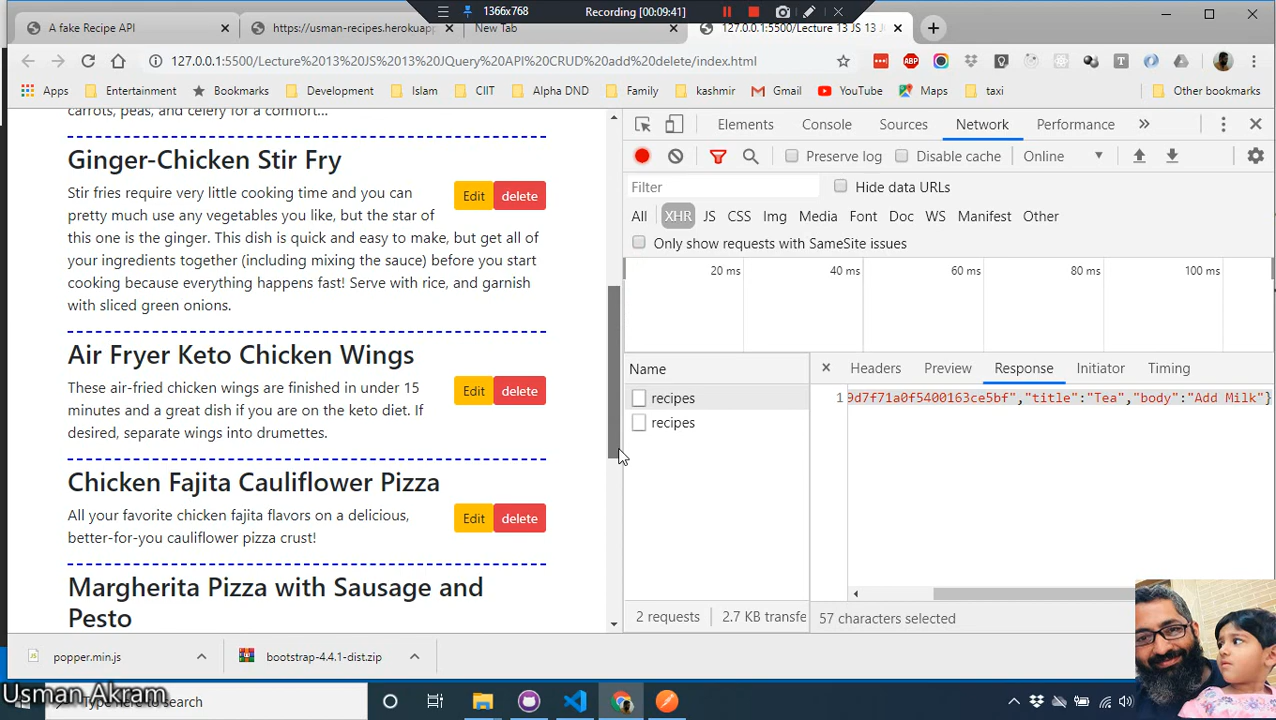 1366x768
Recording [00:09:41]
A fake Recipe API
https://usman-recipes.herokuapp
New Tab
127.0.0.1:5500/Lecture 13 JS 13 J
127.0.0.1:5500/Lecture%2013%20JS%2013%20JQuery%20API%20CRUD%20add%20delete/index.html
Apps
Entertainment
Bookmarks
Development
Islam
CIIT
Alpha DND
Family
kashmir
Gmail
YouTube
Maps
taxi
Other bookmarks
carrots, peas, and celery for a comfort...
Ginger-Chicken Stir Fry
Stir fries require very little cooking time and you can
pretty much use any vegetables you like, but the star of
this one is the ginger. This dish is quick and easy to make, but get all of
your ingredients together (including mixing the sauce) before you start
cooking because everything happens fast! Serve with rice, and garnish
with sliced green onions.
Edit delete
Air Fryer Keto Chicken Wings
These air-fried chicken wings are finished in under 15
minutes and a great dish if you are on the keto diet. If
desired, separate wings into drumettes.
Edit delete
Chicken Fajita Cauliflower Pizza
All your favorite chicken fajita flavors on a delicious,
better-for-you cauliflower pizza crust!
Edit delete
Margherita Pizza with Sausage and
Pesto
Elements Console Sources Network Performance »
Preserve log Disable cache Online
Filter
Hide data URLs
All XHR JS CSS Img Media Font Doc WS Manifest Other
Only show requests with SameSite issues
20 ms 40 ms 60 ms 80 ms 100 ms
Name
recipes
recipes
Headers Preview Response Initiator Timing
1 9d7f71a0f5400163ce5bf","title":"Tea","body":"Add Milk"}
2 requests 2.7 KB transfe
57 characters selected
popper.min.js
bootstrap-4.4.1-dist.zip
Usman Akram
Type here to search